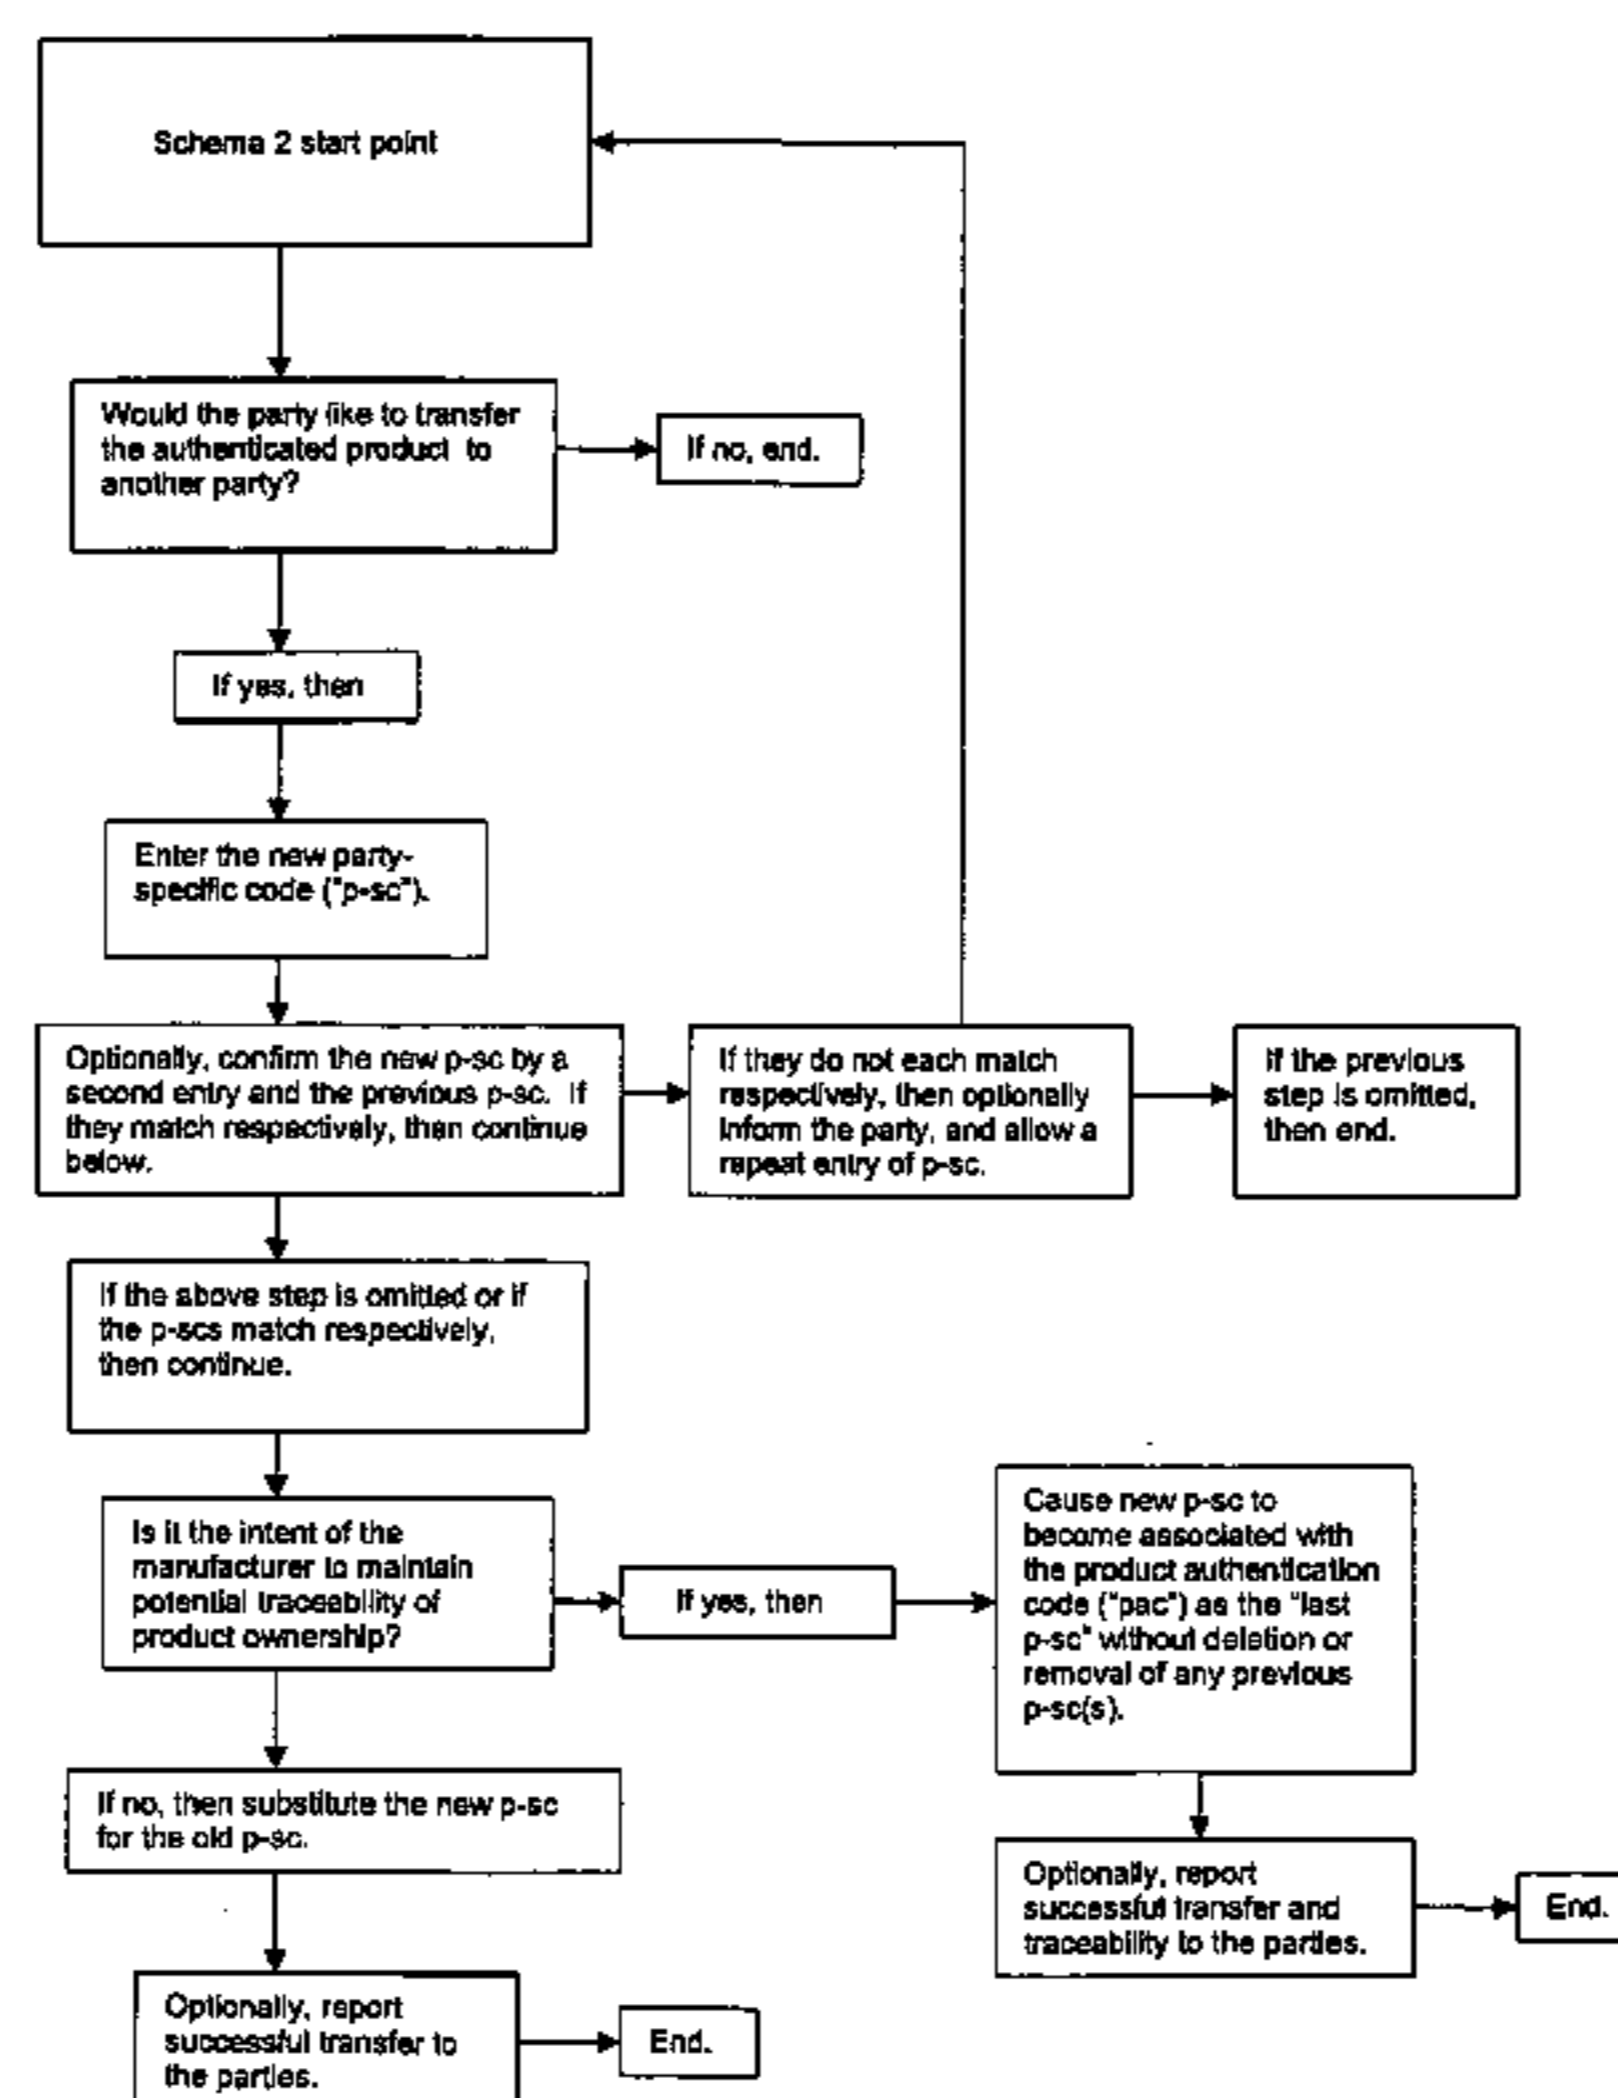 Schema 2 start point
Would the party like to transfer
the authenticated product to
another party?
If no, end.
If yes, then
Enter the new party-
specific code ("p-sc").
Optionally, confirm the new p-sc by a
second entry and the previous p-sc. If
they match respectively, then continue
below.
If they do not each match
respectively, then optionally
inform the party, and allow a
repeat entry of p-sc.
If the previous
step is omitted,
then end.
If the above step is omitted or if
the p-scs match respectively,
then continue.
Is it the intent of the
manufacturer to maintain
potential traceability of
product ownership?
If yes, then
Cause new p-sc to
become associated with
the product authentication
code ("pac") as the "last
p-sc" without deletion or
removal of any previous
p-sc(s).
If no, then substitute the new p-sc
for the old p-sc.
Optionally, report
successful transfer and
traceability to the parties.
End.
Optionally, report
successful transfer to
the parties.
End.